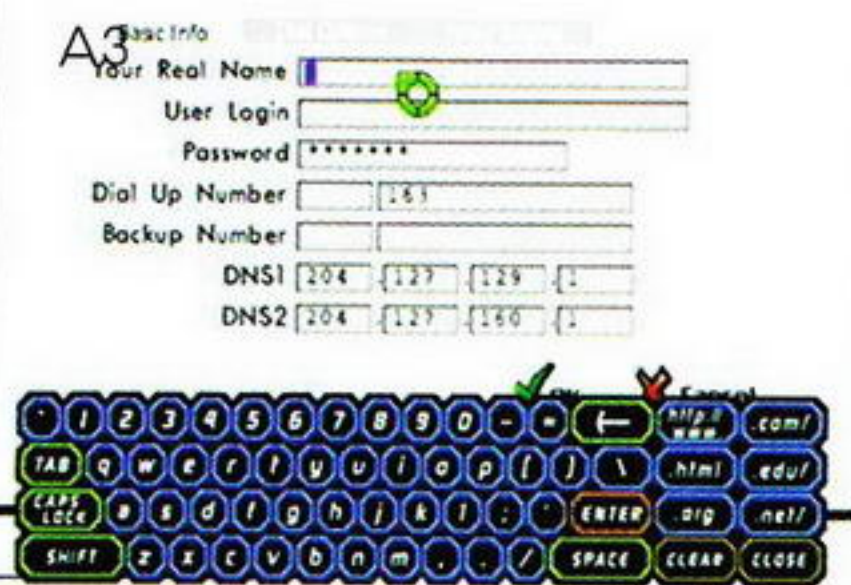 A3
Basic Info
Your Real Name
User Login
Password *******
Dial Up Number 163
Backup Number
DNS1 204 .127 .129 .1
DNS2 204 .127 .160 .1
OK Cancel
` 1 2 3 4 5 6 7 8 9 0 - = ← http:// www .com/
TAB q w e r t y u i o p [ ] \ .html .edu/
CAPS LOCK a s d f g h j k l ; ' ENTER .org .net/
SHIFT z x c v b n m , . / SPACE CLEAR CLOSE